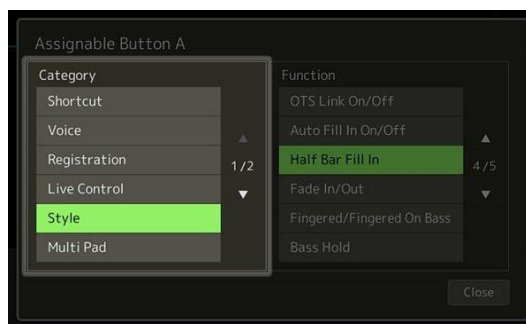 Assignable Button A
Category
Shortcut
Voice
Registration
Live Control
Style
Multi Pad
1/2
Function
OTS Link On/Off
Auto Fill In On/Off
Half Bar Fill In
Fade In/Out
Fingered/Fingered On Bass
Bass Hold
4/5
Close